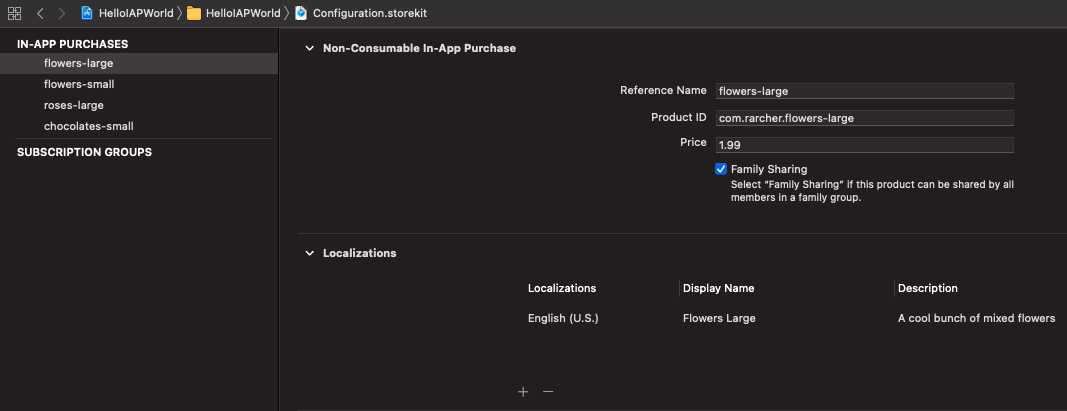 HelloIAPWorld HelloIAPWorld Configuration.storekit
IN-APP PURCHASES
flowers-large
flowers-small
roses-large
chocolates-small
SUBSCRIPTION GROUPS
Non-Consumable In-App Purchase
Reference Name flowers-large
Product ID com.rarcher.flowers-large
Price 1.99
Family Sharing
Select “Family Sharing” if this product can be shared by all
members in a family group.
Localizations
Localizations Display Name Description
English (U.S.) Flowers Large A cool bunch of mixed flowers